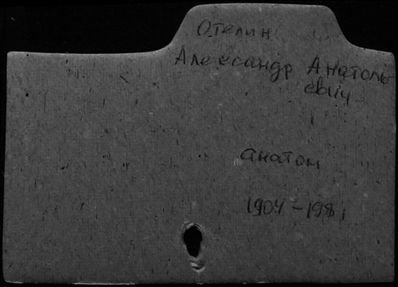 Отелин
Александр Анатоль
евич
анатом
1904-1981